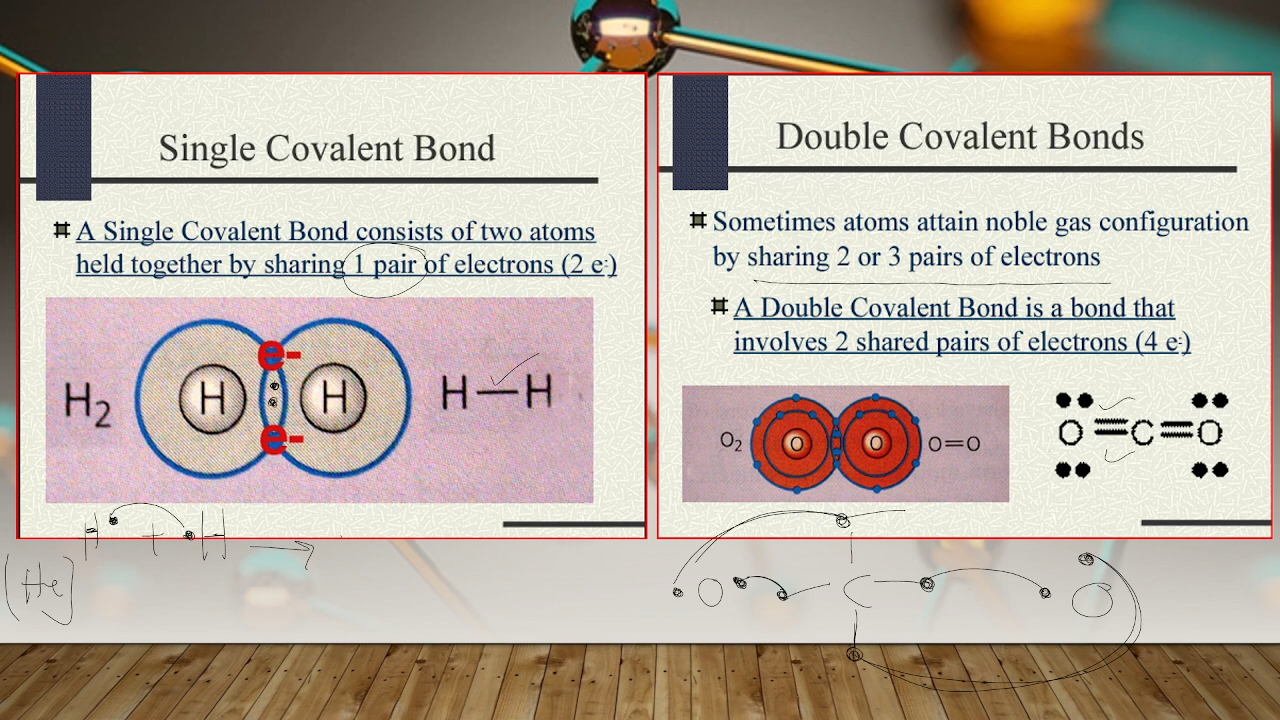 Single Covalent Bond
A Single Covalent Bond consists of two atoms
held together by sharing 1 pair of electrons (2 e-)
H2
H
e-
e-
H
H—H
H + H →
[He]
Double Covalent Bonds
Sometimes atoms attain noble gas configuration
by sharing 2 or 3 pairs of electrons
A Double Covalent Bond is a bond that
involves 2 shared pairs of electrons (4 e-)
O2
O
O
O=O
O=C=O
O C O